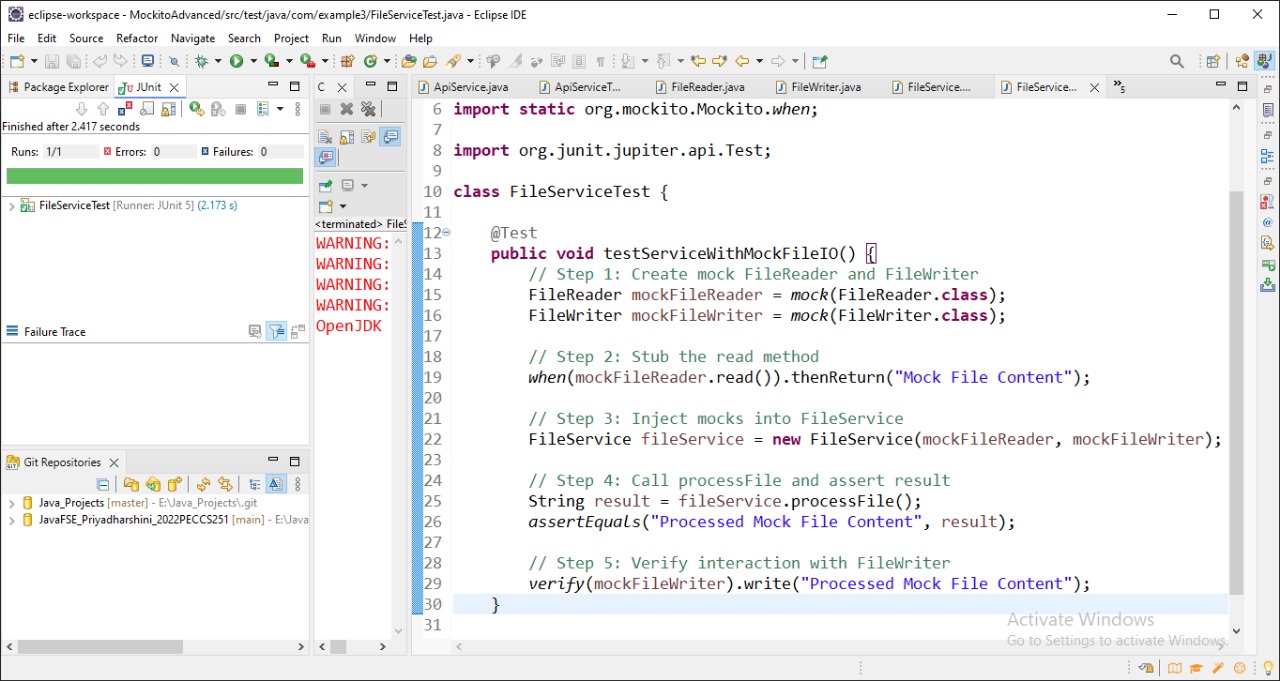 eclipse-workspace - MockitoAdvanced/src/test/java/com/example3/FileServiceTest.java - Eclipse IDE
File Edit Source Refactor Navigate Search Project Run Window Help
Package Explorer JUnit C ApiService.java ApiServiceT... FileReader.java FileWriter.java FileService.... FileService... »5
Finished after 2.417 seconds
Runs: 1/1 Errors: 0 Failures: 0
FileServiceTest [Runner: JUnit 5] (2.173 s)
Failure Trace
Git Repositories
Java_Projects [master] - E:\Java_Projects\.git
JavaFSE_Priyadharshini_2022PECCS251 [main] - E:\Java
<terminated> FileS
WARNING:
WARNING:
WARNING:
WARNING:
OpenJDK
6 import static org.mockito.Mockito.when;
7
8 import org.junit.jupiter.api.Test;
9
10 class FileServiceTest {
11
12 @Test
13 public void testServiceWithMockFileIO() {
14 // Step 1: Create mock FileReader and FileWriter
15 FileReader mockFileReader = mock(FileReader.class);
16 FileWriter mockFileWriter = mock(FileWriter.class);
17
18 // Step 2: Stub the read method
19 when(mockFileReader.read()).thenReturn("Mock File Content");
20
21 // Step 3: Inject mocks into FileService
22 FileService fileService = new FileService(mockFileReader, mockFileWriter);
23
24 // Step 4: Call processFile and assert result
25 String result = fileService.processFile();
26 assertEquals("Processed Mock File Content", result);
27
28 // Step 5: Verify interaction with FileWriter
29 verify(mockFileWriter).write("Processed Mock File Content");
30 }
31
Activate Windows
Go to Settings to activate Windows.